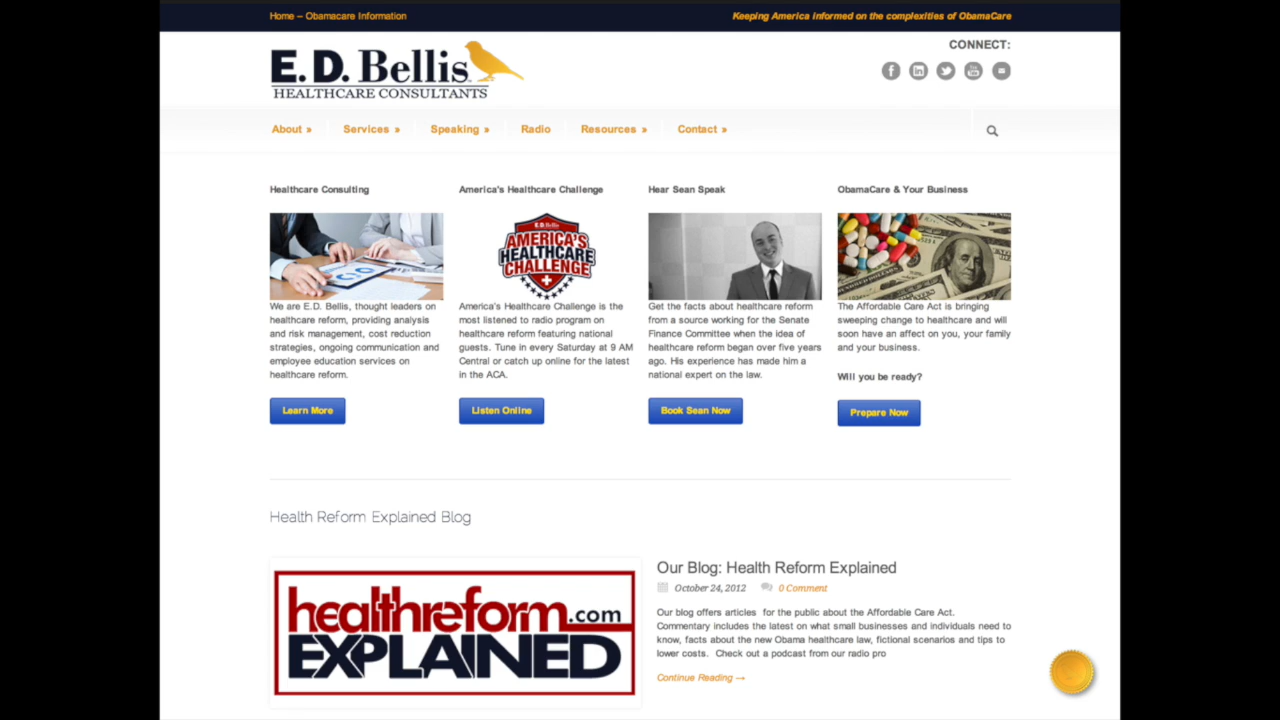 Home – Obamacare Information
Keeping America informed on the complexities of ObamaCare
E.D. Bellis
HEALTHCARE CONSULTANTS
CONNECT:
About »
Services »
Speaking »
Radio
Resources »
Contact »
Healthcare Consulting
We are E.D. Bellis, thought leaders on
healthcare reform, providing analysis
and risk management, cost reduction
strategies, ongoing communication and
employee education services on
healthcare reform.
Learn More
America's Healthcare Challenge
E.D. Bellis
AMERICA'S
HEALTHCARE
CHALLENGE
America's Healthcare Challenge is the
most listened to radio program on
healthcare reform featuring national
guests. Tune in every Saturday at 9 AM
Central or catch up online for the latest
in the ACA.
Listen Online
Hear Sean Speak
Get the facts about healthcare reform
from a source working for the Senate
Finance Committee when the idea of
healthcare reform began over five years
ago. His experience has made him a
national expert on the law.
Book Sean Now
ObamaCare & Your Business
The Affordable Care Act is bringing
sweeping change to healthcare and will
soon have an affect on you, your family
and your business.
Will you be ready?
Prepare Now
Health Reform Explained Blog
healthreform.com
EXPLAINED
Our Blog: Health Reform Explained
October 24, 2012
0 Comment
Our blog offers articles for the public about the Affordable Care Act.
Commentary includes the latest on what small businesses and individuals need to
know, facts about the new Obama healthcare law, fictional scenarios and tips to
lower costs. Check out a podcast from our radio pro
Continue Reading →